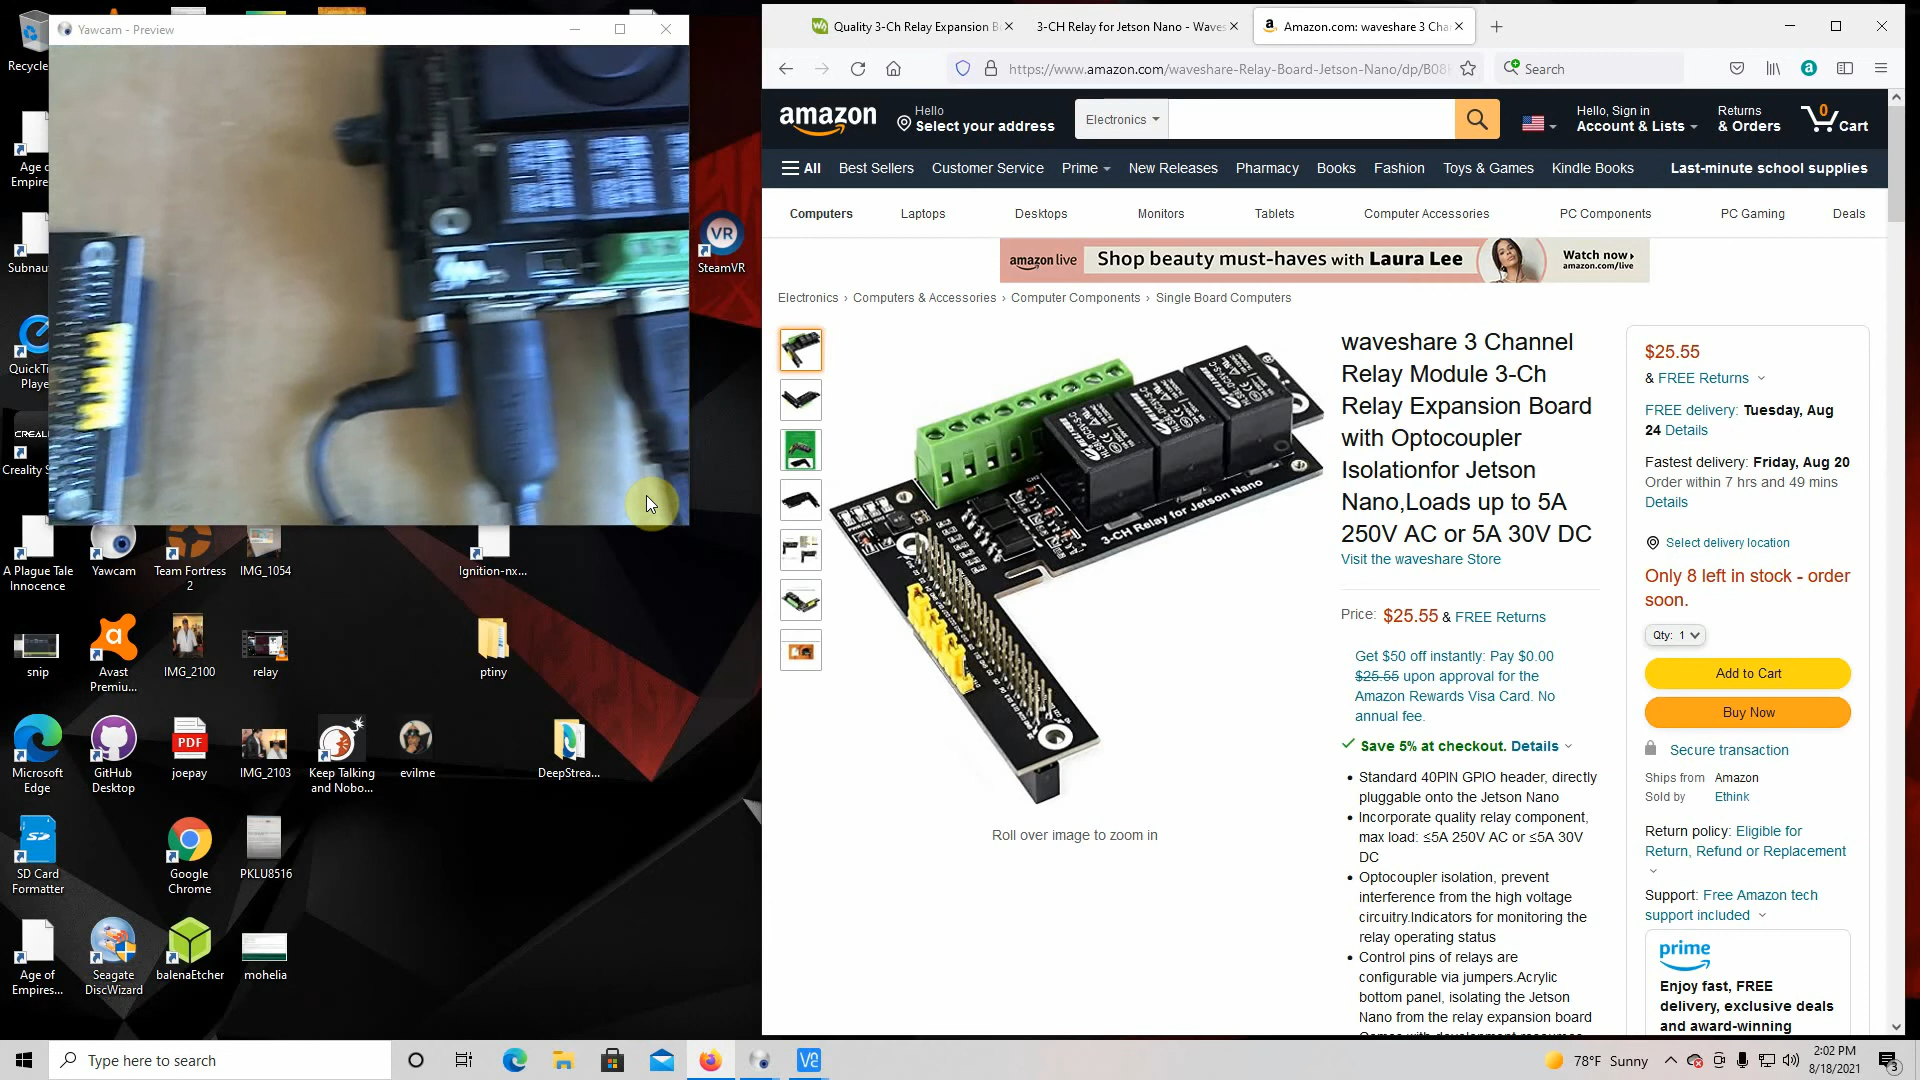 Yawcam - Preview
Recycle
Age o
Empires
Subnau
QuickTi
Playe
CREALI
Creality S
SteamVR
A Plague Tale
Innocence
Yawcam
Team Fortress
2
IMG_1054
Ignition-nx...
snip
Avast
Premiu...
IMG_2100
relay
ptiny
Microsoft
Edge
GitHub
Desktop
PDF
joepay
IMG_2103
Keep Talking
and Nobo...
evilme
DeepStrea...
SD Card
Formatter
Google
Chrome
PKLU8516
Age of
Empires...
Seagate
DiscWizard
balenaEtcher
mohelia
Quality 3-Ch Relay Expansion B
3-CH Relay for Jetson Nano - Waves
Amazon.com: waveshare 3 Cha
https://www.amazon.com/waveshare-Relay-Board-Jetson-Nano/dp/B08
Search
amazon
Hello
Select your address
Electronics
Hello, Sign in
Account & Lists
Returns
& Orders
0
Cart
All
Best Sellers
Customer Service
Prime
New Releases
Pharmacy
Books
Fashion
Toys & Games
Kindle Books
Last-minute school supplies
Computers
Laptops
Desktops
Monitors
Tablets
Computer Accessories
PC Components
PC Gaming
Deals
amazon live
Shop beauty must-haves with Laura Lee
Watch now
amazon.com/live
Electronics › Computers & Accessories › Computer Components › Single Board Computers
3-CH Relay for Jetson Nano
Roll over image to zoom in
waveshare 3 Channel
Relay Module 3-Ch
Relay Expansion Board
with Optocoupler
Isolationfor Jetson
Nano,Loads up to 5A
250V AC or 5A 30V DC
Visit the waveshare Store
Price: $25.55 & FREE Returns
Get $50 off instantly: Pay $0.00
$25.55 upon approval for the
Amazon Rewards Visa Card. No
annual fee.
Save 5% at checkout. Details
• Standard 40PIN GPIO header, directly
pluggable onto the Jetson Nano
• Incorporate quality relay component,
max load: ≤5A 250V AC or ≤5A 30V
DC
• Optocoupler isolation, prevent
interference from the high voltage
circuitry.Indicators for monitoring the
relay operating status
• Control pins of relays are
configurable via jumpers.Acrylic
bottom panel, isolating the Jetson
Nano from the relay expansion board
$25.55
& FREE Returns
FREE delivery: Tuesday, Aug
24 Details
Fastest delivery: Friday, Aug 20
Order within 7 hrs and 49 mins
Details
Select delivery location
Only 8 left in stock - order
soon.
Qty: 1
Add to Cart
Buy Now
Secure transaction
Ships from Amazon
Sold by Ethink
Return policy: Eligible for
Return, Refund or Replacement
Support: Free Amazon tech
support included
prime
Enjoy fast, FREE
delivery, exclusive deals
and award-winning
Type here to search
78°F Sunny
2:02 PM
8/18/2021
3